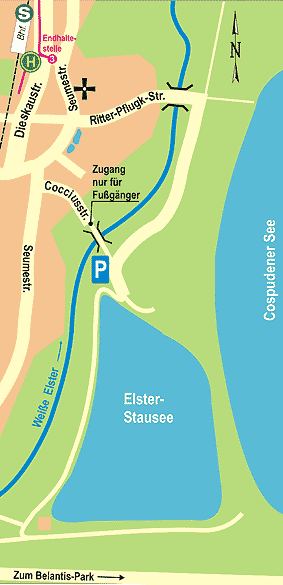 S
Bhf.
N
Endhalte-
stelle
3
H
Seumestr.
Dieskaustr.
Ritter-Pflugk-Str.
Zugang
nur für
Fußgänger
Cocciusstr.
Seumestr.
P
Cospudener See
Weiße Elster
Elster-
Stausee
Zum Belantis-Park